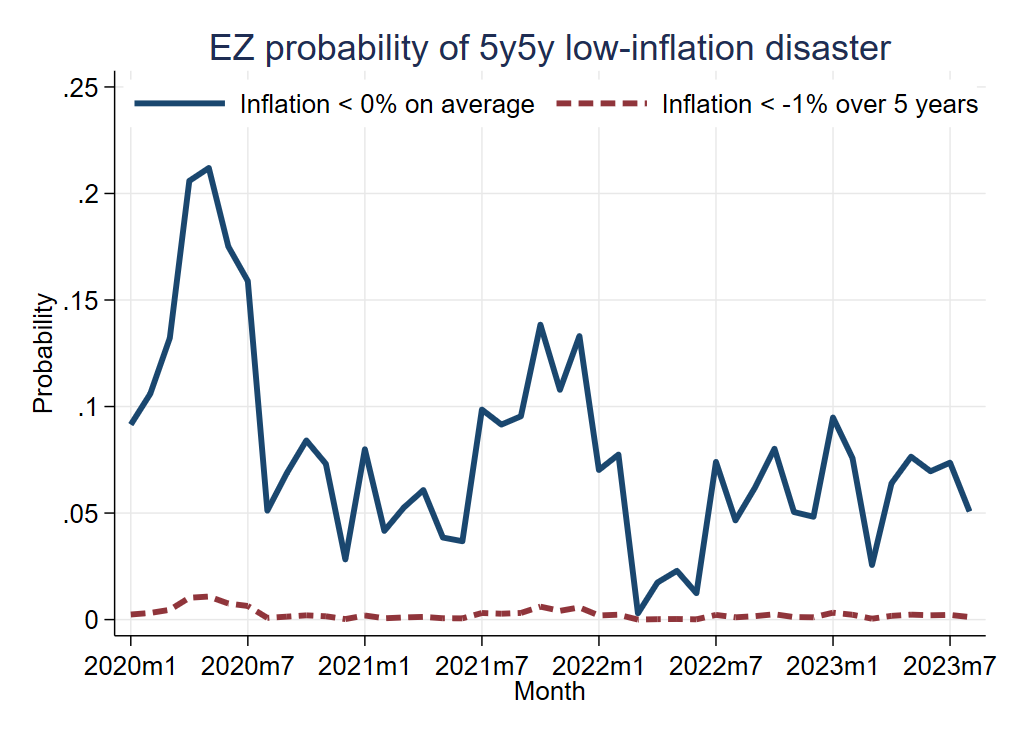 EZ probability of 5y5y low-inflation disaster
Inflation < 0% on average Inflation < -1% over 5 years
.25
.2
.15
.1
.05
0
Probability
2020m1 2020m7 2021m1 2021m7 2022m1 2022m7 2023m1 2023m7
Month